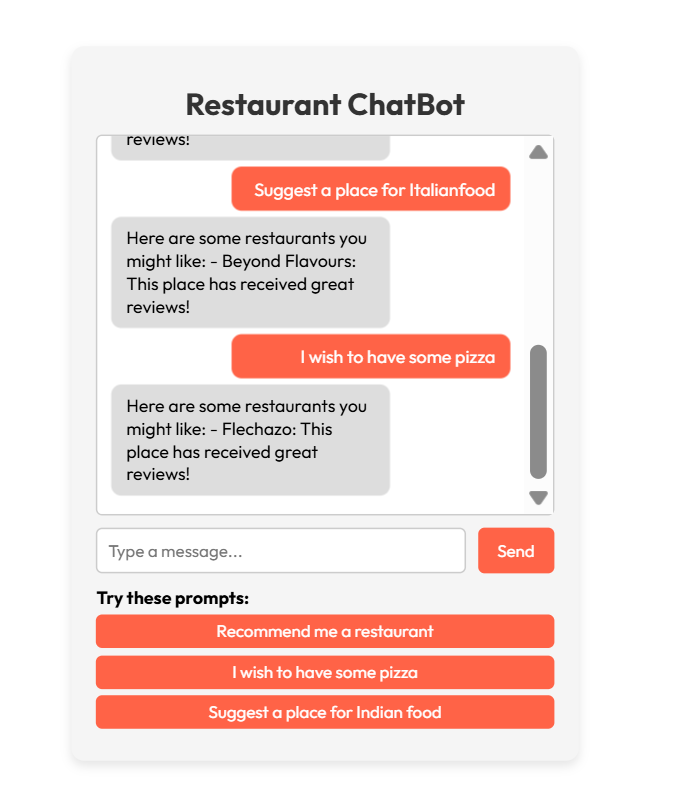 Restaurant ChatBot
reviews!
Suggest a place for Italianfood
Here are some restaurants you
might like: - Beyond Flavours:
This place has received great
reviews!
I wish to have some pizza
Here are some restaurants you
might like: - Flechazo: This
place has received great
reviews!
Type a message...
Send
Try these prompts:
Recommend me a restaurant
I wish to have some pizza
Suggest a place for Indian food